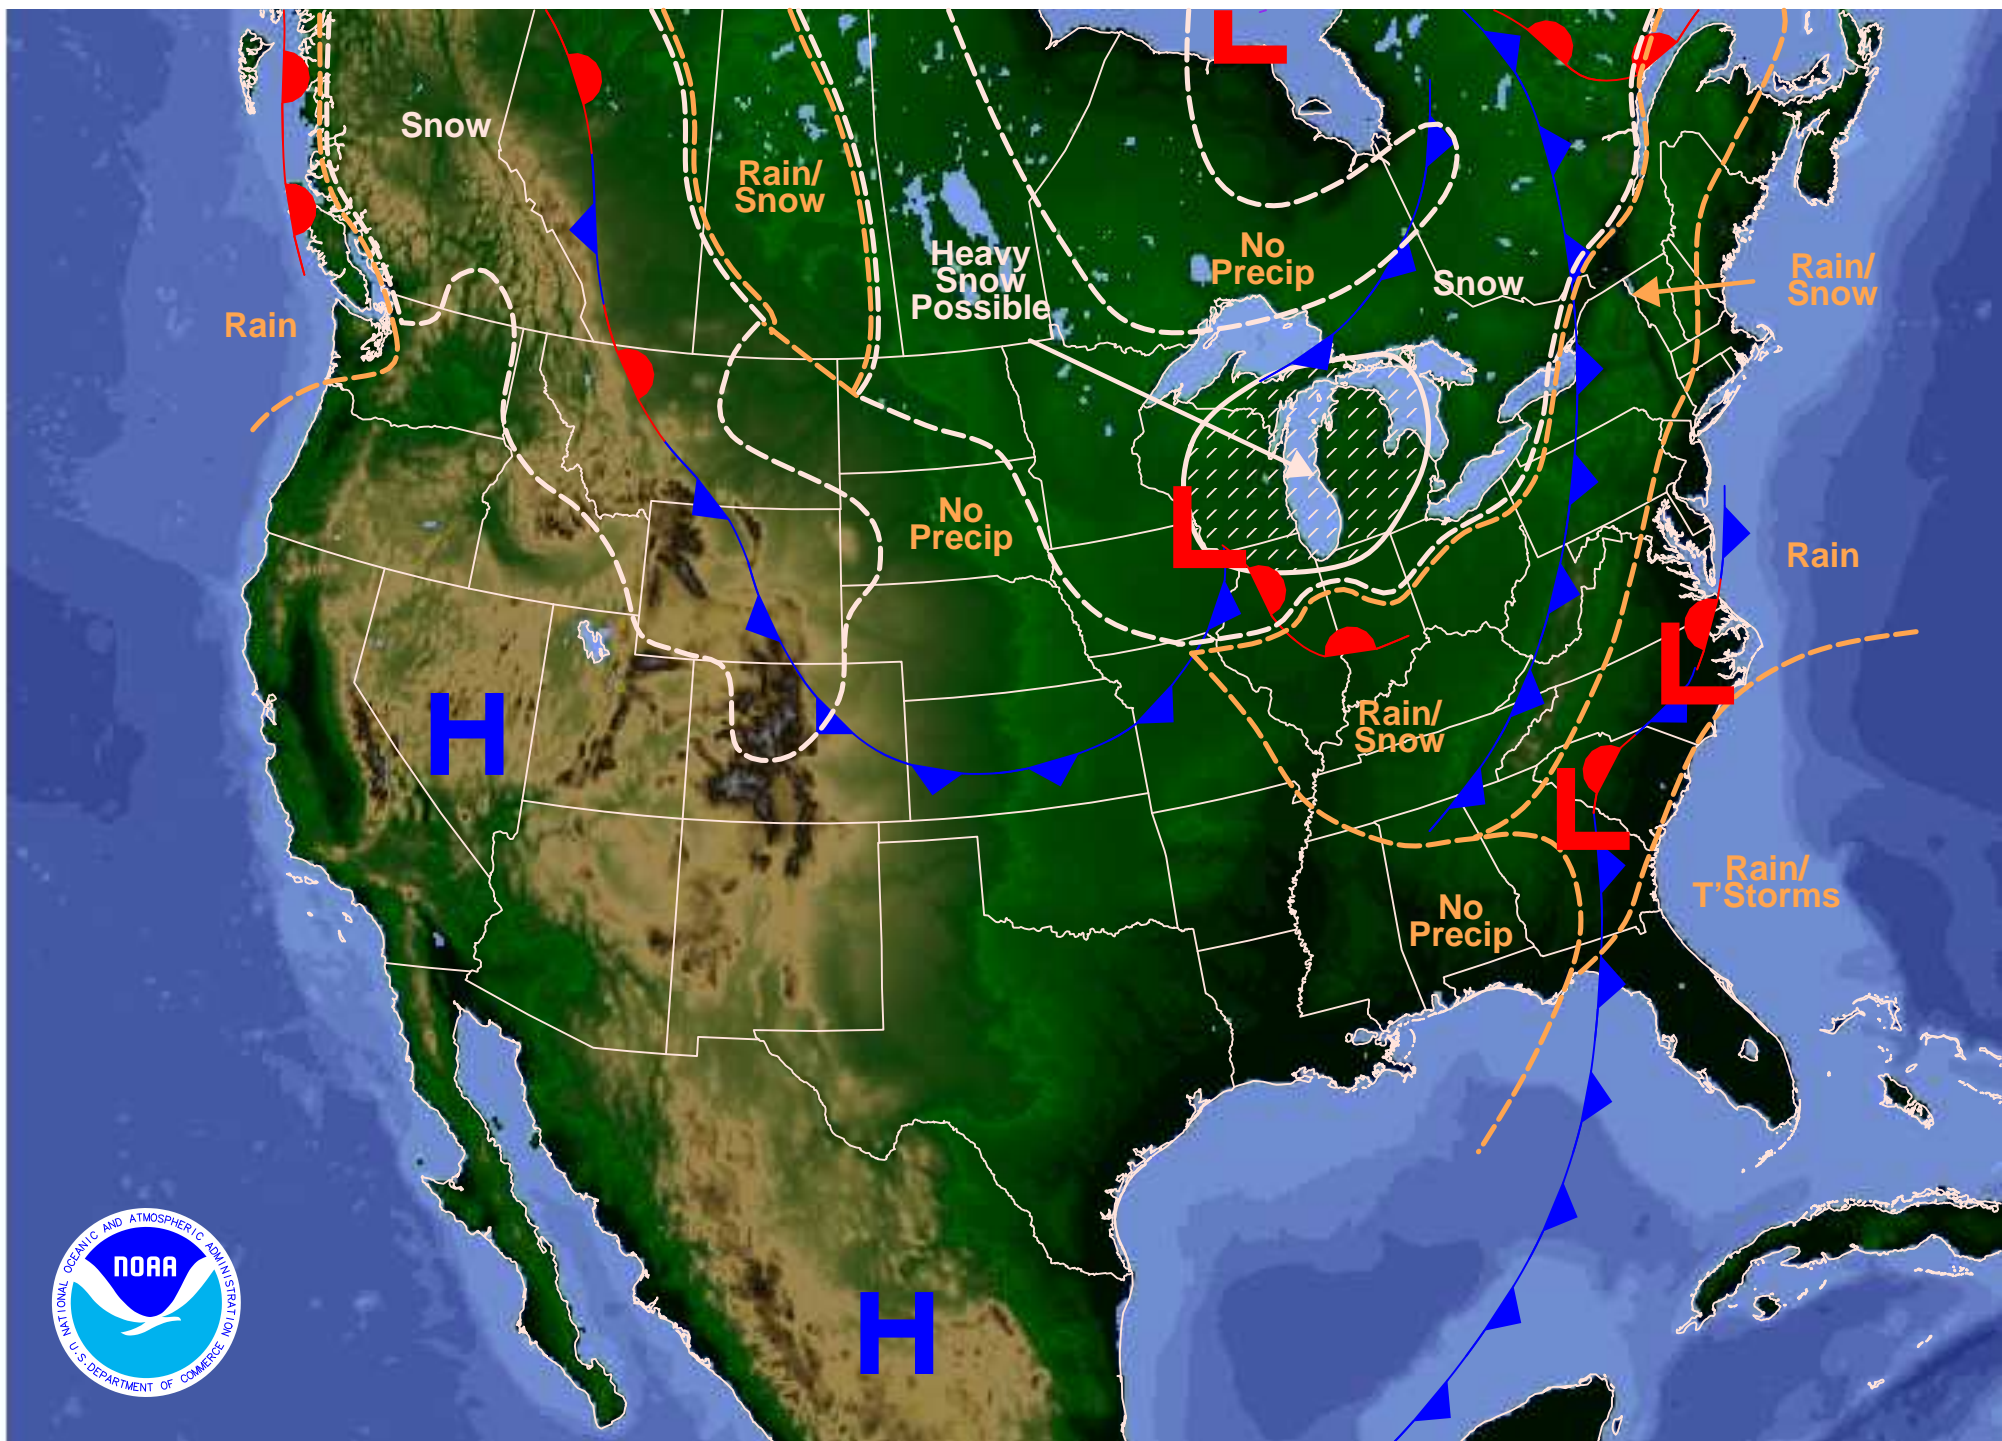 L
Snow
Rain/
Snow
Heavy
Snow
Possible
No
Precip
Snow
Rain/
Snow
Rain
No
Precip
L
Rain
L
H
Rain/
Snow
L
Rain/
T'Storms
No
Precip
H
NATIONAL OCEANIC AND ATMOSPHERIC ADMINISTRATION
NOAA
U.S. DEPARTMENT OF COMMERCE